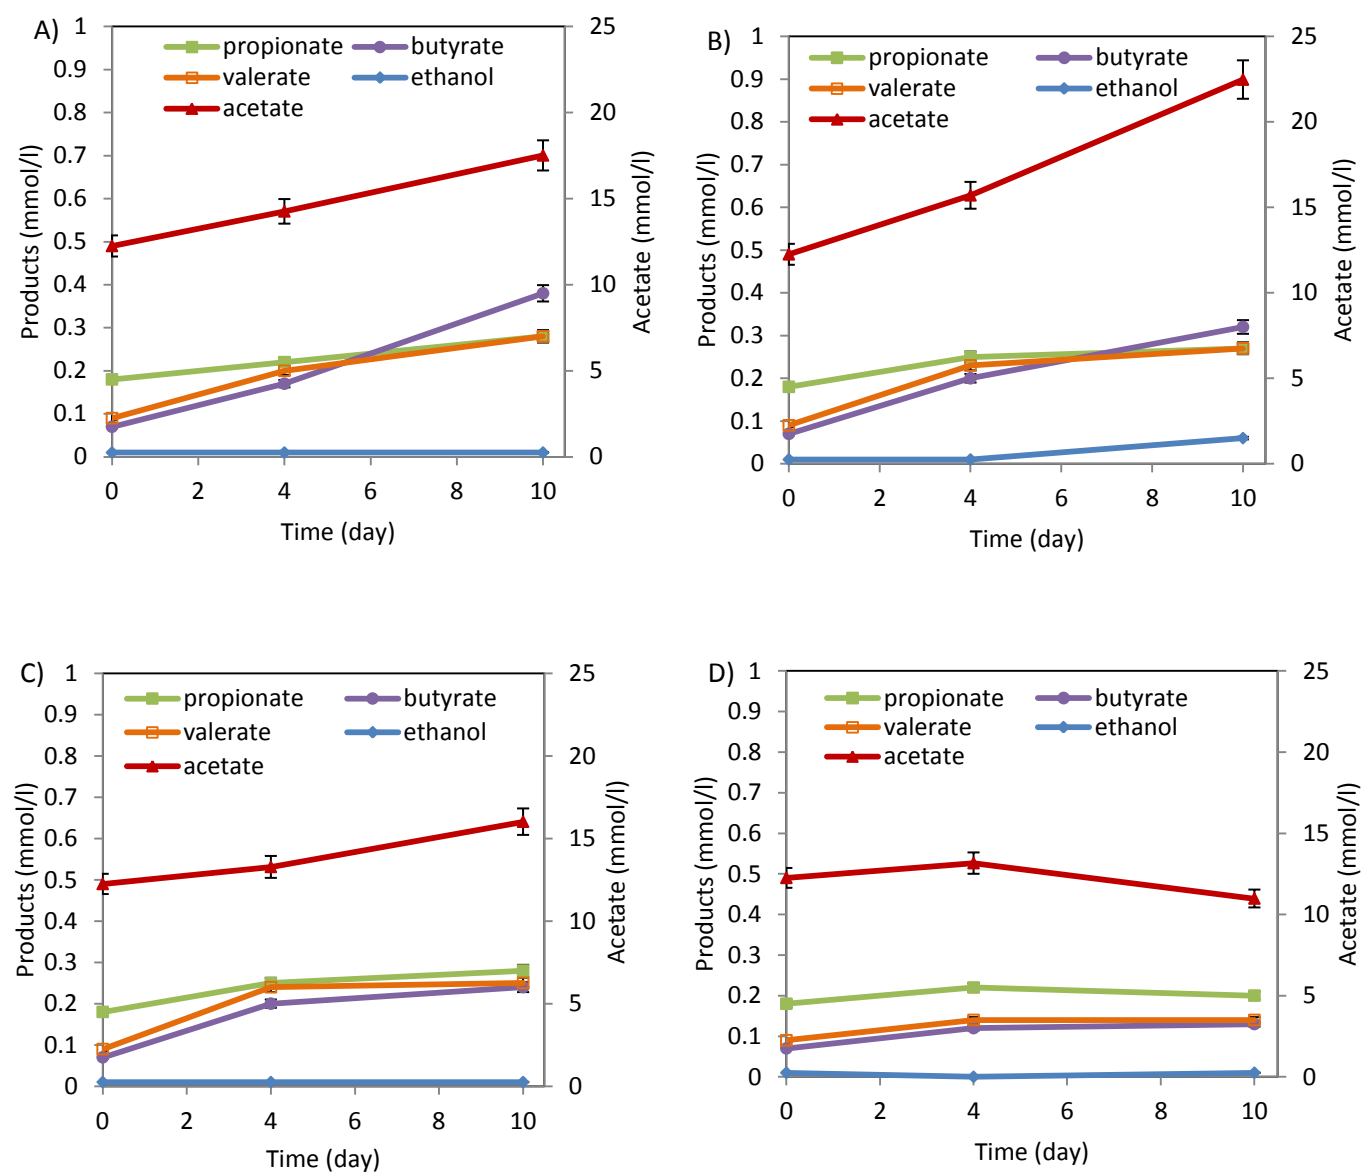 A)
propionate
butyrate
valerate
ethanol
acetate
1
0.9
0.8
0.7
0.6
0.5
0.4
0.3
0.2
0.1
0
25
20
15
10
5
0
0 2 4 6 8 10
Products (mmol/l)
Acetate (mmol/l)
Time (day)
B)
propionate
butyrate
valerate
ethanol
acetate
1
0.9
0.8
0.7
0.6
0.5
0.4
0.3
0.2
0.1
0
25
20
15
10
5
0
0 2 4 6 8 10
Products (mmol/l)
Acetate (mmol/l)
Time (day)
C)
propionate
butyrate
valerate
ethanol
acetate
1
0.9
0.8
0.7
0.6
0.5
0.4
0.3
0.2
0.1
0
25
20
15
10
5
0
0 2 4 6 8 10
Products (mmol/l)
Acetate (mmol/l)
Time (day)
D)
propionate
butyrate
valerate
ethanol
acetate
1
0.9
0.8
0.7
0.6
0.5
0.4
0.3
0.2
0.1
0
25
20
15
10
5
0
0 2 4 6 8 10
Products (mmol/l)
Acetate (mmol/l)
Time (day)